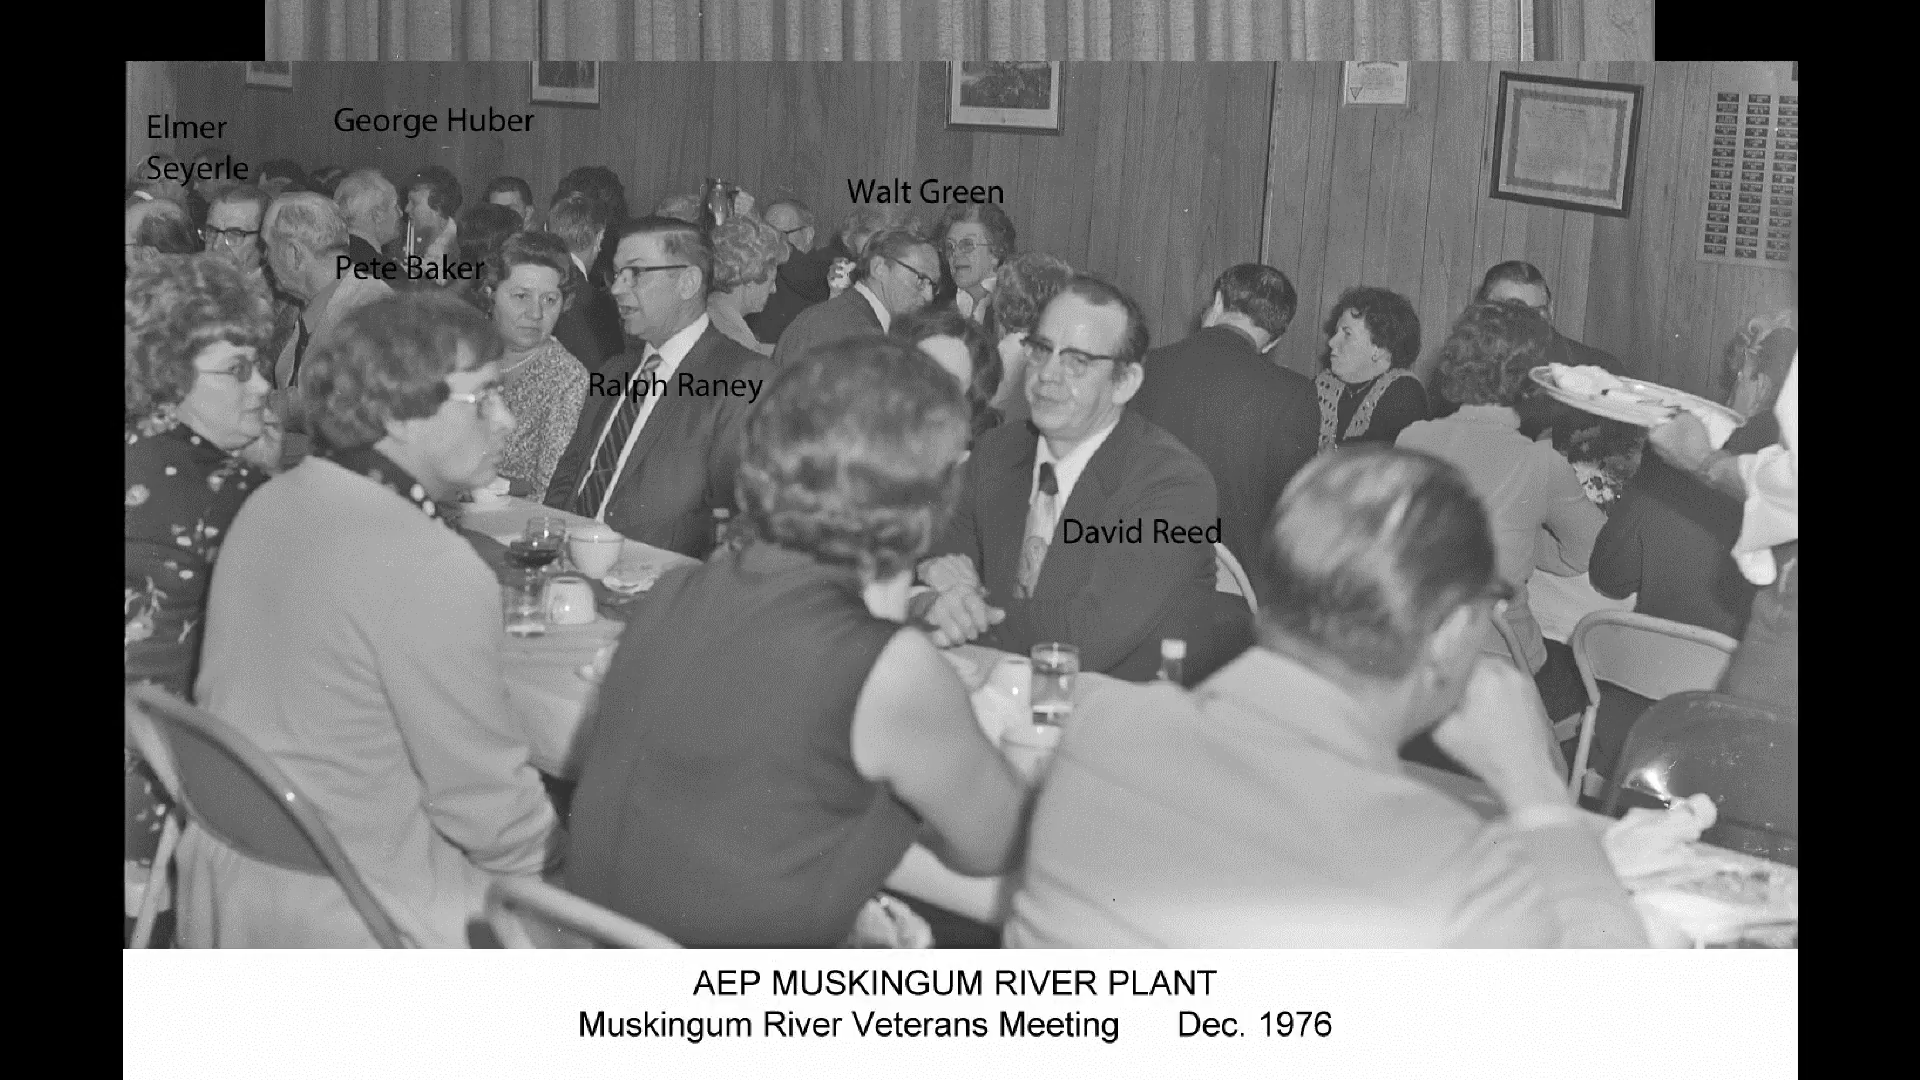 Elmer
Seyerle
George Huber
Walt Green
Pete Baker
Ralph Raney
David Reed
AEP MUSKINGUM RIVER PLANT
Muskingum River Veterans Meeting Dec. 1976